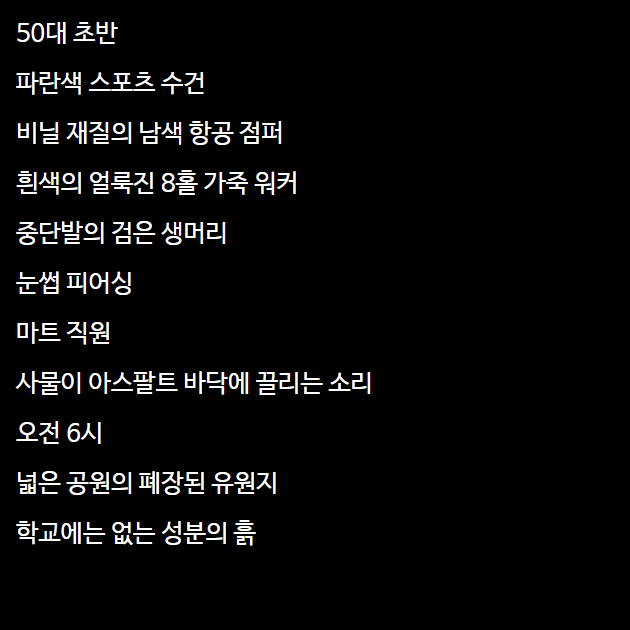 50대 초반
파란색 스포츠 수건
비닐 재질의 남색 항공 점퍼
흰색의 얼룩진 8홀 가죽 워커
중단발의 검은 생머리
눈썹 피어싱
마트 직원
사물이 아스팔트 바닥에 끌리는 소리
오전 6시
넓은 공원의 폐장된 유원지
학교에는 없는 성분의 흙